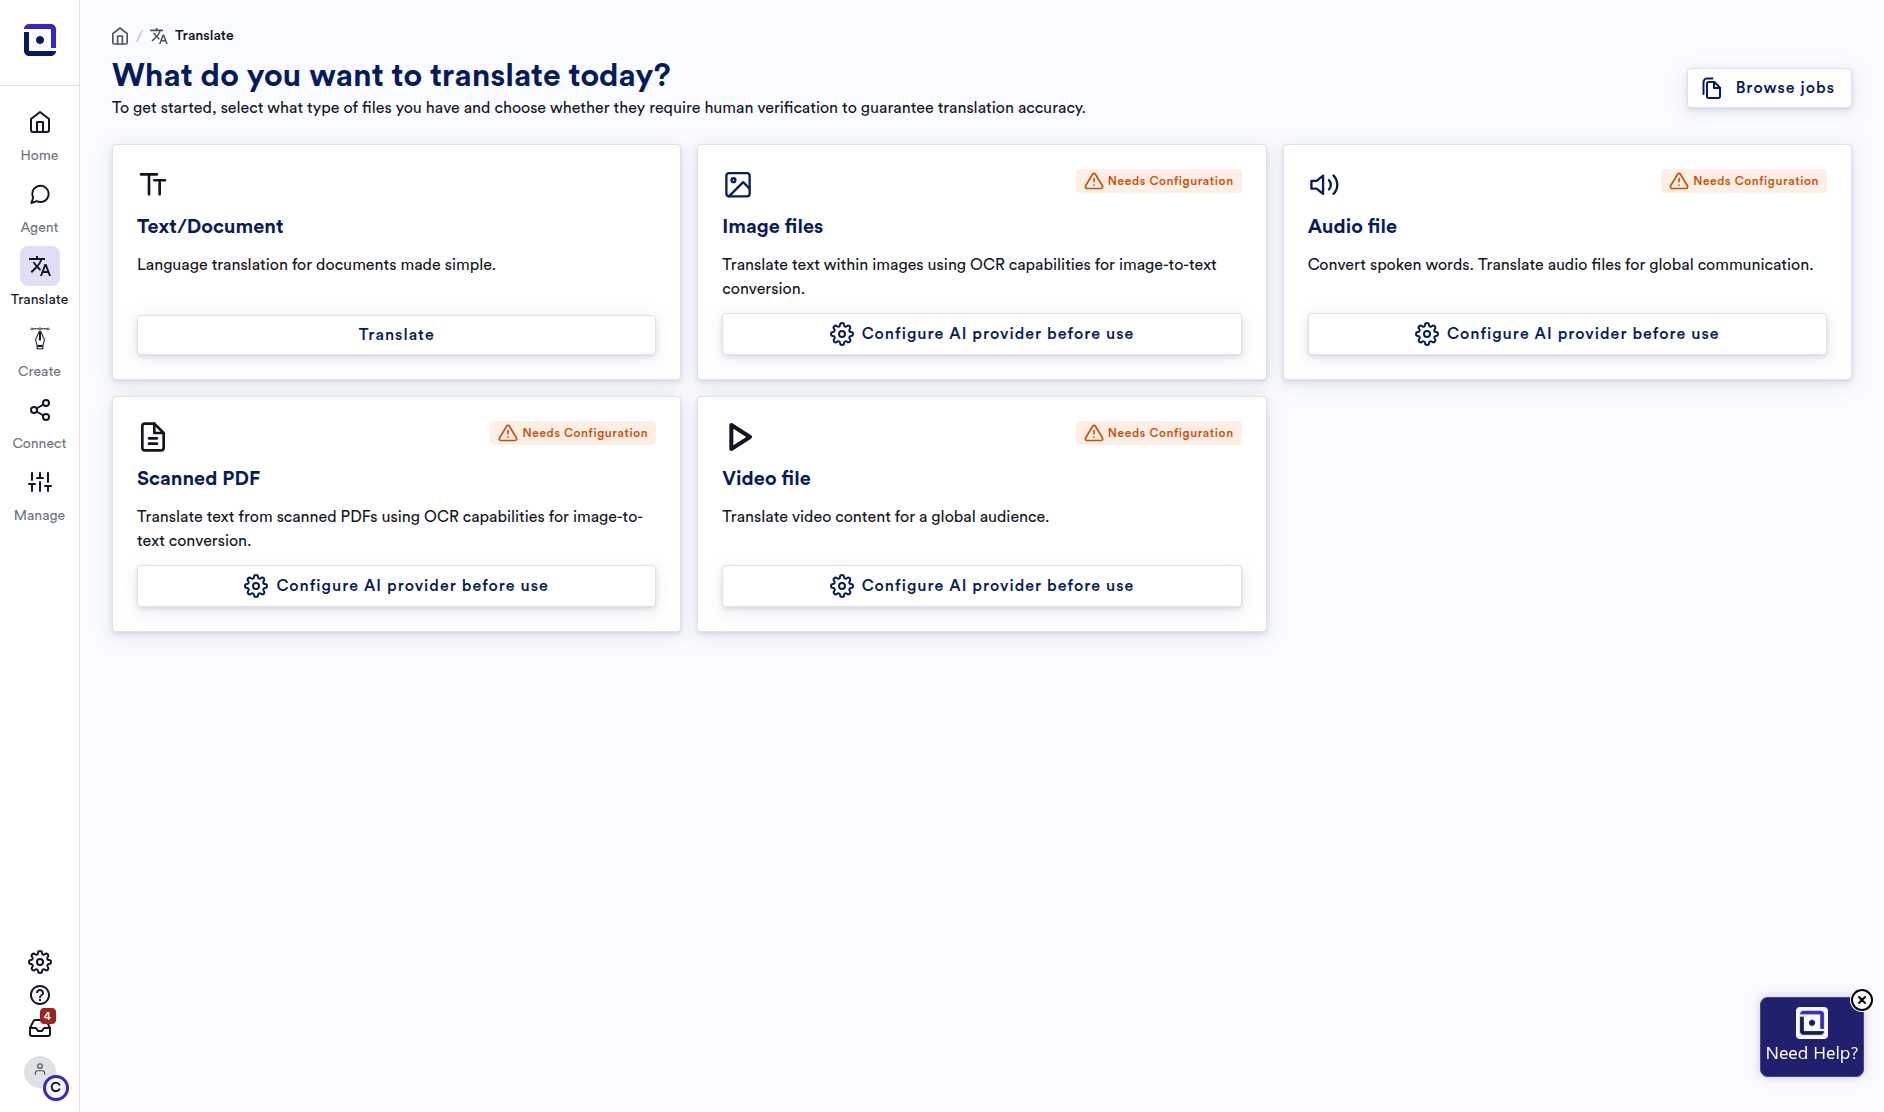 Translate
What do you want to translate today?
To get started, select what type of files you have and choose whether they require human verification to guarantee translation accuracy.
Browse jobs
Home
Agent
Translate
Create
Connect
Manage
4
C
Text/Document
Language translation for documents made simple.
Translate
Needs Configuration
Image files
Translate text within images using OCR capabilities for image-to-text
conversion.
Configure AI provider before use
Needs Configuration
Audio file
Convert spoken words. Translate audio files for global communication.
Configure AI provider before use
Needs Configuration
Scanned PDF
Translate text from scanned PDFs using OCR capabilities for image-to-
text conversion.
Configure AI provider before use
Needs Configuration
Video file
Translate video content for a global audience.
Configure AI provider before use
Need Help?